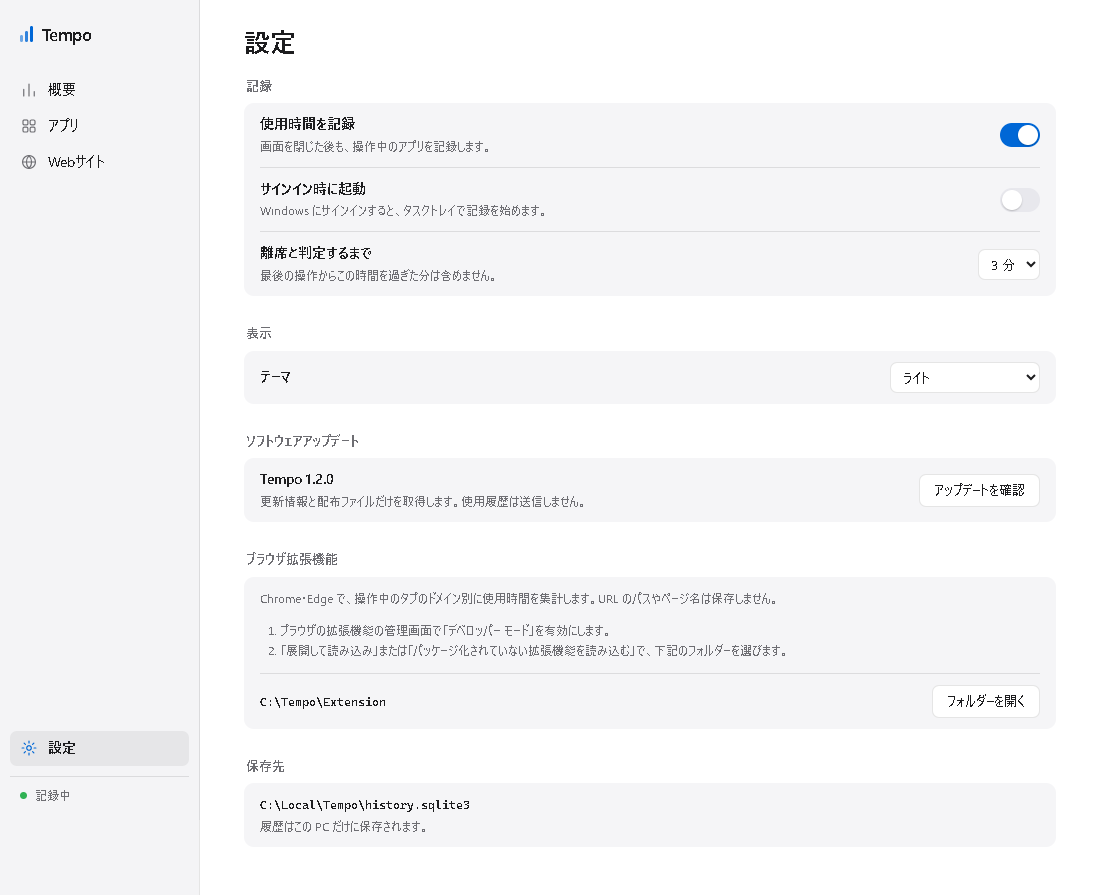 Tempo
概要
アプリ
Webサイト
設定
記録中
設定
記録
使用時間を記録
画面を閉じた後も、操作中のアプリを記録します。
サインイン時に起動
Windows にサインインすると、タスクトレイで記録を始めます。
離席と判定するまで
最後の操作からこの時間を過ぎた分は含めません。
3 分
表示
テーマ
ライト
ソフトウェアアップデート
Tempo 1.2.0
更新情報と配布ファイルだけを取得します。使用履歴は送信しません。
アップデートを確認
ブラウザ拡張機能
Chrome・Edge で、操作中のタブのドメイン別に使用時間を集計します。URL のパスやページ名は保存しません。
1. ブラウザの拡張機能の管理画面で「デベロッパー モード」を有効にします。
2. 「展開して読み込み」または「パッケージ化されていない拡張機能を読み込む」で、下記のフォルダーを選びます。
C:\Tempo\Extension
フォルダーを開く
保存先
C:\Local\Tempo\history.sqlite3
履歴はこの PC だけに保存されます。